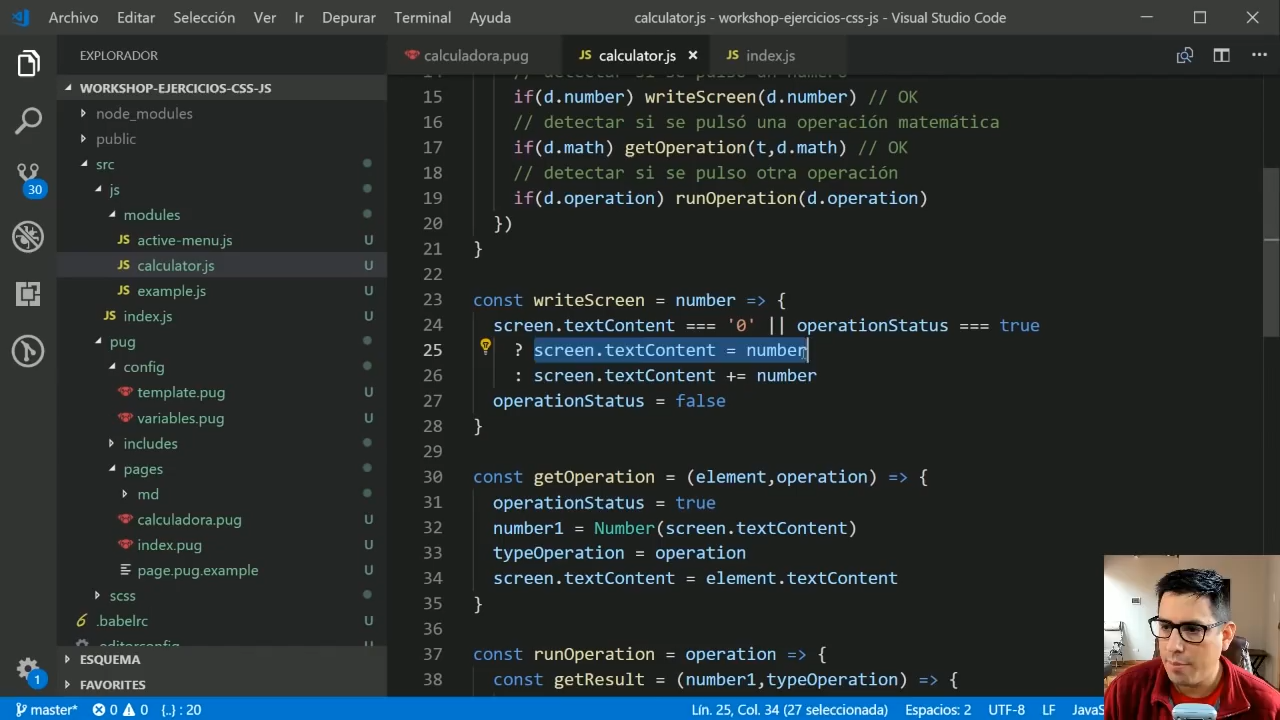 Archivo Editar Selección Ver Ir Depurar Terminal Ayuda calculator.js - workshop-ejercicios-css-js - Visual Studio Code
EXPLORADOR
calculadora.pug JS calculator.js JS index.js
WORKSHOP-EJERCICIOS-CSS-JS
node_modules
public
src
js
modules
JS active-menu.js U
JS calculator.js U
JS example.js U
JS index.js U
pug
config
template.pug U
variables.pug U
includes
pages
md
calculadora.pug U
index.pug U
page.pug.example U
scss
6 .babelrc U
.editorconfig U
ESQUEMA
FAVORITES
30
1
15 if(d.number) writeScreen(d.number) // OK
16 // detectar si se pulsó una operación matemática
17 if(d.math) getOperation(t,d.math) // OK
18 // detectar si se pulso otra operación
19 if(d.operation) runOperation(d.operation)
20 })
21 }
22
23 const writeScreen = number => {
24 screen.textContent === '0' || operationStatus === true
25 ? screen.textContent = number
26 : screen.textContent += number
27 operationStatus = false
28 }
29
30 const getOperation = (element,operation) => {
31 operationStatus = true
32 number1 = Number(screen.textContent)
33 typeOperation = operation
34 screen.textContent = element.textContent
35 }
36
37 const runOperation = operation => {
38 const getResult = (number1,typeOperation) => {
master* 0 0 {..} : 20 Lín. 25, Col. 34 (27 seleccionada) Espacios: 2 UTF-8 LF JavaS